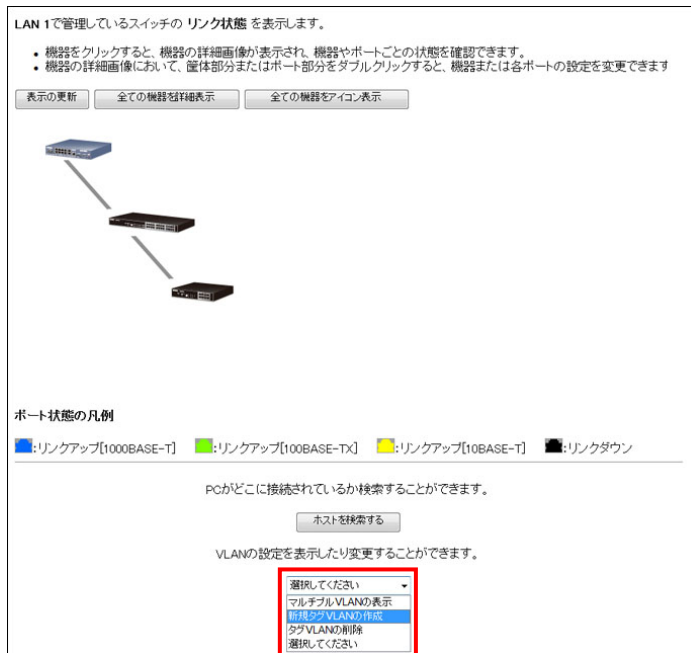 LAN 1で管理しているスイッチの リンク状態 を表示します。
• 機器をクリックすると、機器の詳細画像が表示され、機器やポートごとの状態を確認できます。
• 機器の詳細画像において、筐体部分またはポート部分をダブルクリックすると、機器または各ポートの設定を変更できます
表示の更新 全ての機器を詳細表示 全ての機器をアイコン表示
ポート状態の凡例
:リンクアップ[1000BASE-T] :リンクアップ[100BASE-TX] :リンクアップ[10BASE-T] :リンクダウン
PCがどこに接続されているか検索することができます。
ホストを検索する
VLANの設定を表示したり変更することができます。
選択してください
マルチプルVLANの表示
新規タグVLANの作成
タグVLANの削除
選択してください